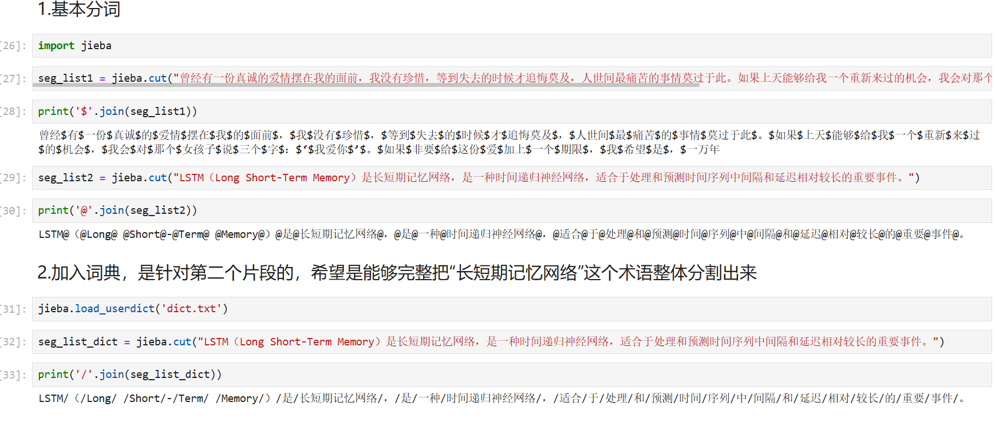 1.基本分词
[26]:
import jieba
[27]:
seg_list1 = jieba.cut("曾经有一份真诚的爱情摆在我的面前，我没有珍惜，等到失去的时候才追悔莫及，人世间最痛苦的事情莫过于此。如果上天能够给我一个重新来过的机会，我会对那个
[28]:
print('$'.join(seg_list1))
曾经$有$一份$真诚$的$爱情$摆在$我$的$面前$，$我$没有$珍惜$，$等到$失去$的$时候$才$追悔莫及$，$人世间$最$痛苦$的$事情$莫过于此$。$如果$上天$能够$给$我$一个$重新$来$过
$的$机会$，$我会$对$那个$女孩子$说$三个$字$：$‘$我爱你$’$。$如果$非要$给$这份$爱$加上$一个$期限$，$我$希望$是$，$一万年
[29]:
seg_list2 = jieba.cut("LSTM（Long Short-Term Memory）是长短期记忆网络，是一种时间递归神经网络，适合于处理和预测时间序列中间隔和延迟相对较长的重要事件。")
[30]:
print('@'.join(seg_list2))
LSTM@（@Long@ @Short@-@Term@ @Memory@）@是@长短期记忆网络@，@是@一种@时间递归神经网络@，@适合@于@处理@和@预测@时间@序列@中@间隔@和@延迟@相对@较长@的@重要@事件@。
2.加入词典，是针对第二个片段的，希望是能够完整把“长短期记忆网络”这个术语整体分割出来
[31]:
jieba.load_userdict('dict.txt')
[32]:
seg_list_dict = jieba.cut("LSTM（Long Short-Term Memory）是长短期记忆网络，是一种时间递归神经网络，适合于处理和预测时间序列中间隔和延迟相对较长的重要事件。")
[33]:
print('/'.join(seg_list_dict))
LSTM/（/Long/ /Short/-/Term/ /Memory/）/是/长短期记忆网络/，/是/一种/时间递归神经网络/，/适合/于/处理/和/预测/时间/序列/中/间隔/和/延迟/相对/较长/的/重要/事件/。